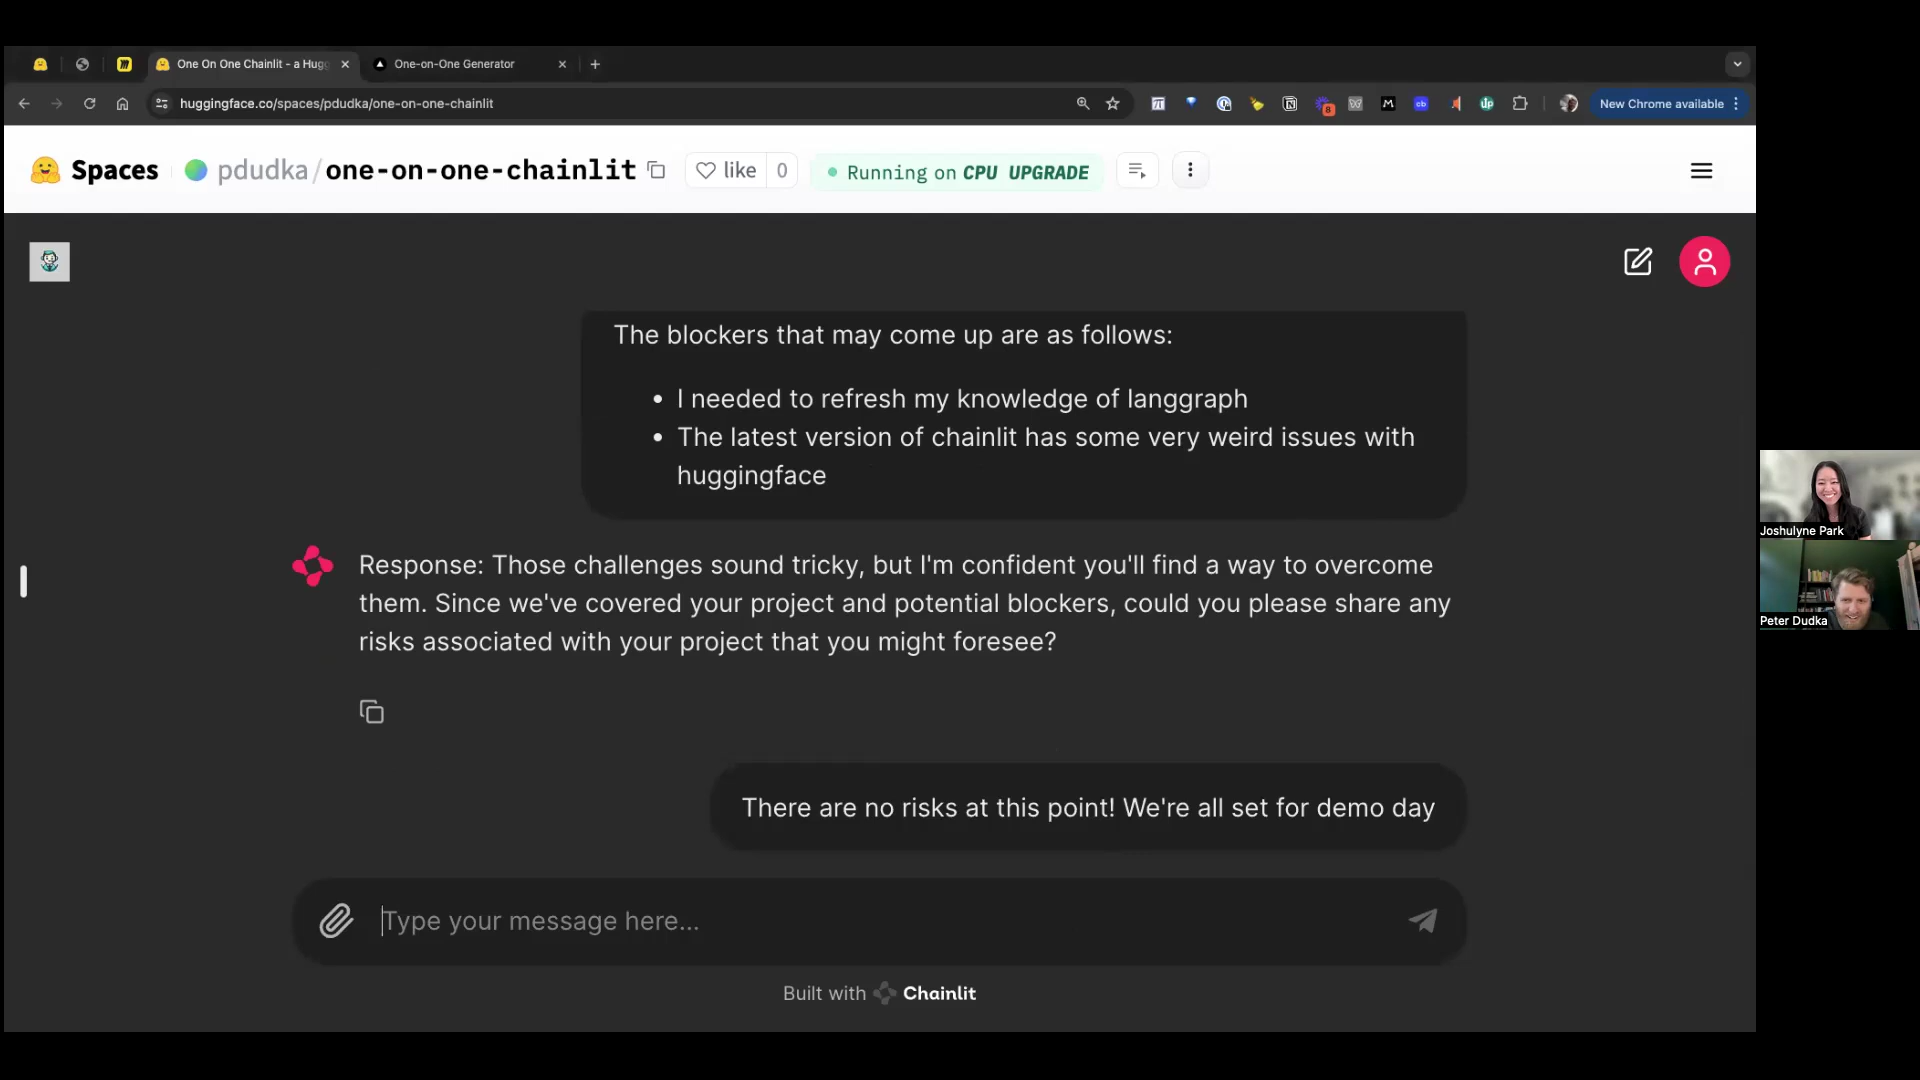 One On One Chainlit - a Hugg
One-on-One Generator
huggingface.co/spaces/pdudka/one-on-one-chainlit
New Chrome available
Spaces
pdudka/one-on-one-chainlit
like
0
Running on CPU UPGRADE
The blockers that may come up are as follows:
• I needed to refresh my knowledge of langgraph
• The latest version of chainlit has some very weird issues with
huggingface
Response: Those challenges sound tricky, but I'm confident you'll find a way to overcome
them. Since we've covered your project and potential blockers, could you please share any
risks associated with your project that you might foresee?
There are no risks at this point! We're all set for demo day
Type your message here...
Built with Chainlit
Joshulyne Park
Peter Dudka